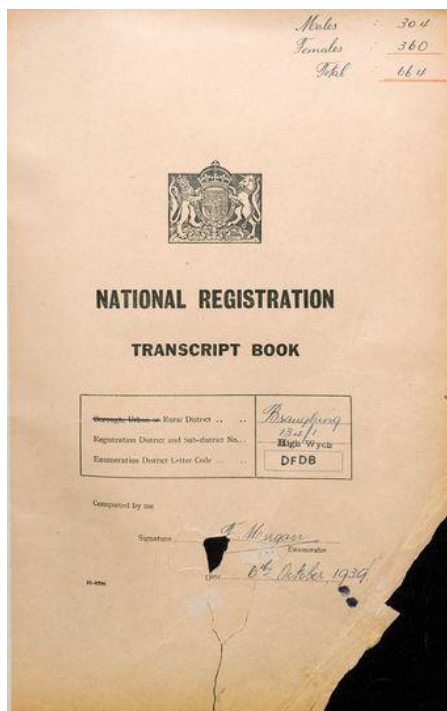 Males : 304
Females : 360
Total : 664
NATIONAL REGISTRATION
TRANSCRIPT BOOK
Borough, Urban or Rural District .. .. Braughing
Registration District and Sub-district No... 134/1
High Wych
Enumeration District Letter Code .. .. DFDB
Completed by me
Signature F. Morgan
Enumerator
Date 6th October, 1939